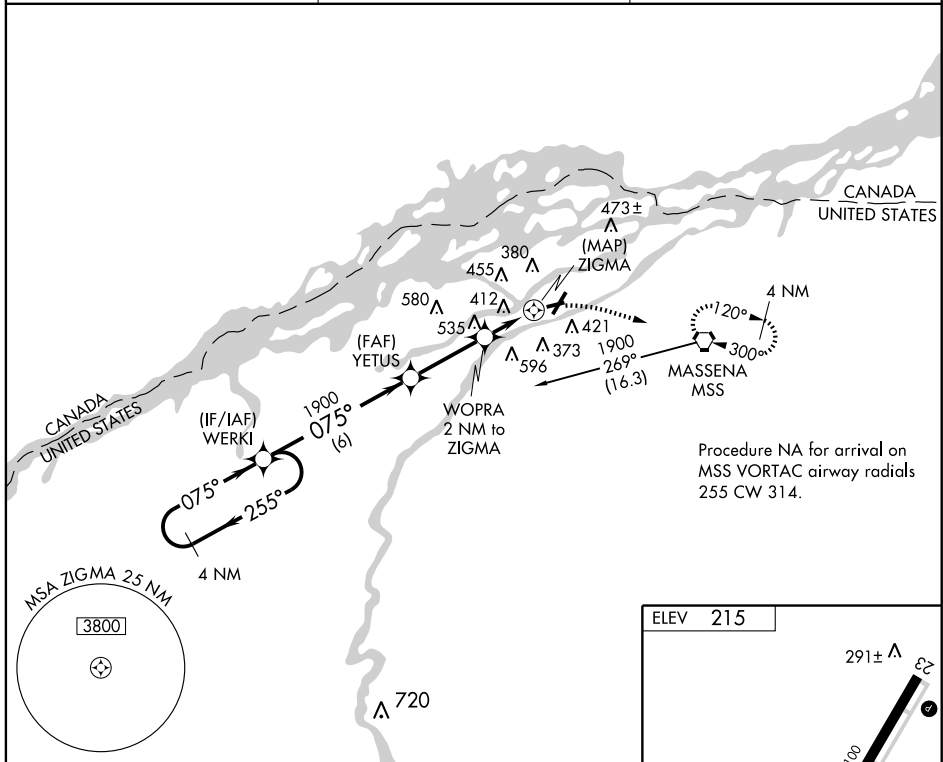 CANADA
UNITED STATES
473±
(MAP)
ZIGMA
380
455
412
580
535
421
373
596
4 NM
120°
300°
MASSENA
MSS
1900
269°
(16.3)
(FAF)
YETUS
WOPRA
2 NM to
ZIGMA
1900
075°
(6)
(IF/IAF)
WERKI
CANADA
UNITED STATES
075°
255°
4 NM
Procedure NA for arrival on
MSS VORTAC airway radials
255 CW 314.
MSA ZIGMA 25 NM
3800
720
ELEV 215
291±
23
P